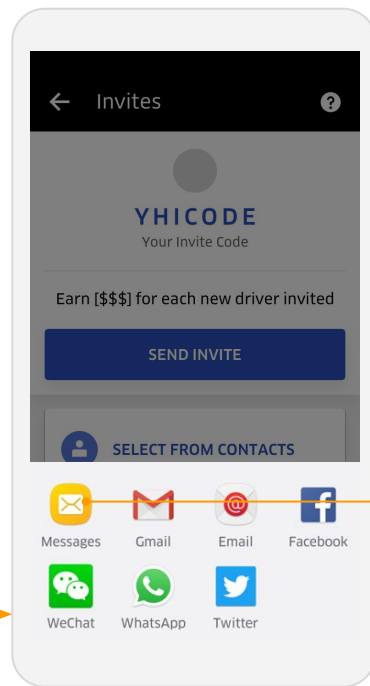 Invites
?
YHICODE
Your Invite Code
Earn [$$$] for each new driver invited
SEND INVITE
SELECT FROM CONTACTS
@
f
Messages Gmail Email Facebook
WeChat WhatsApp Twitter